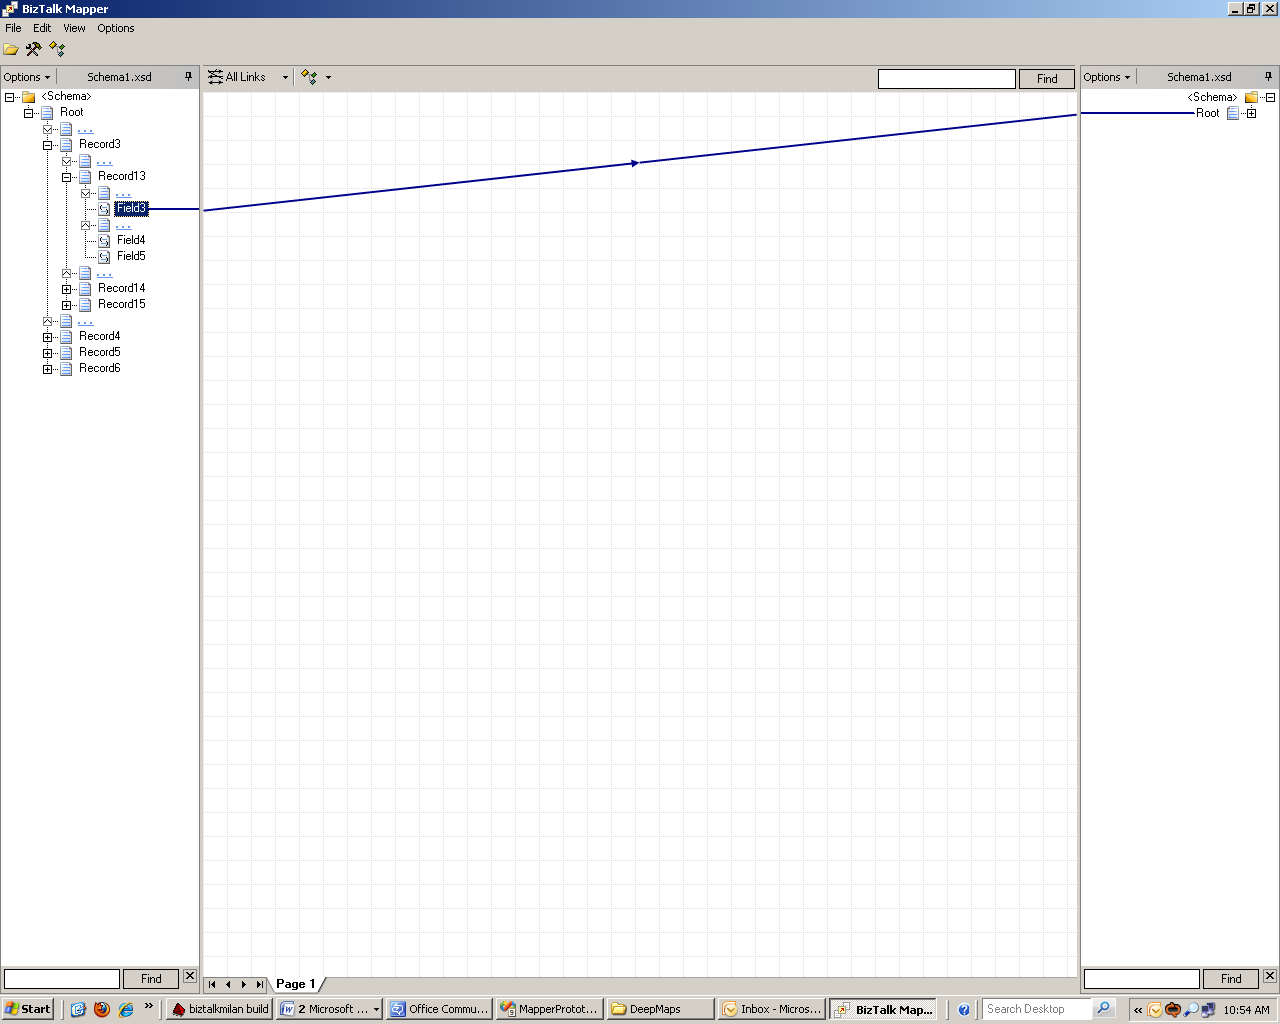 BizTalk Mapper
File Edit View Options
Options Schema1.xsd
All Links
Find
Options Schema1.xsd
<Schema>
Root
...
Record3
...
Record13
...
Field3
...
Field4
Field5
...
Record14
Record15
...
Record4
Record5
Record6
<Schema>
Root
Find
Page 1
Find
Start
»
biztalkmilan build
2 Microsoft ...
Office Commu...
MapperProtot...
DeepMaps
Inbox - Micros...
BizTalk Map...
Search Desktop
«
10:54 AM